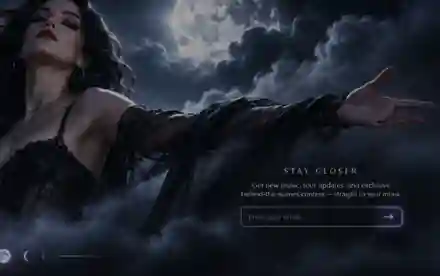 STAY CLOSER
Get new music, tour updates, and exclusive
behind-the-scenes content — straight to your inbox.
Enter your email